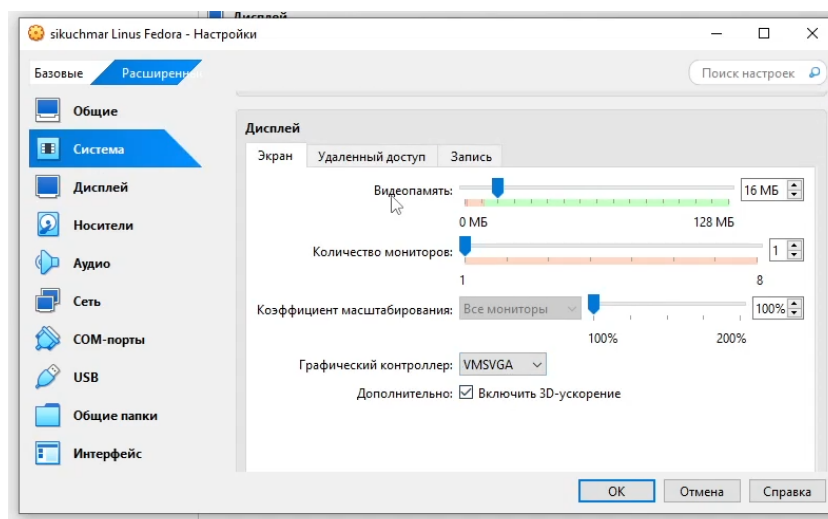 Дисплей
sikuchmar Linus Fedora - Настройки
Базовые Расширенн
Поиск настроек
Общие
Система
Дисплей
Носители
Аудио
Сеть
COM-порты
USB
Общие папки
Интерфейс
Дисплей
Экран Удаленный доступ Запись
Видеопамять: 16 МБ
0 МБ 128 МБ
Количество мониторов: 1
1 8
Коэффициент масштабирования: Все мониторы 100%
100% 200%
Графический контроллер: VMSVGA
Дополнительно: Включить 3D-ускорение
OK Отмена Справка